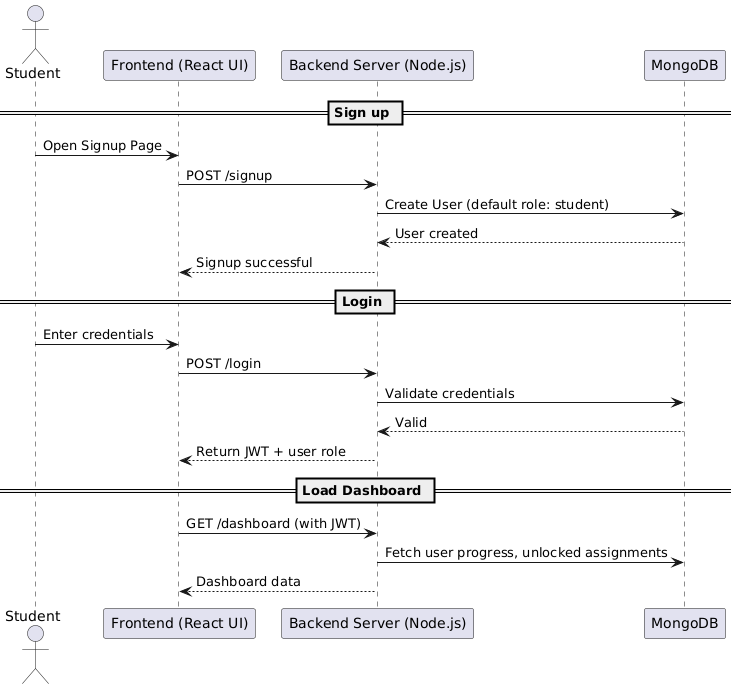 Student
Frontend (React UI)
Backend Server (Node.js)
MongoDB
Sign up
Open Signup Page
POST /signup
Create User (default role: student)
User created
Signup successful
Login
Enter credentials
POST /login
Validate credentials
Valid
Return JWT + user role
Load Dashboard
GET /dashboard (with JWT)
Fetch user progress, unlocked assignments
Dashboard data
Student
Frontend (React UI)
Backend Server (Node.js)
MongoDB